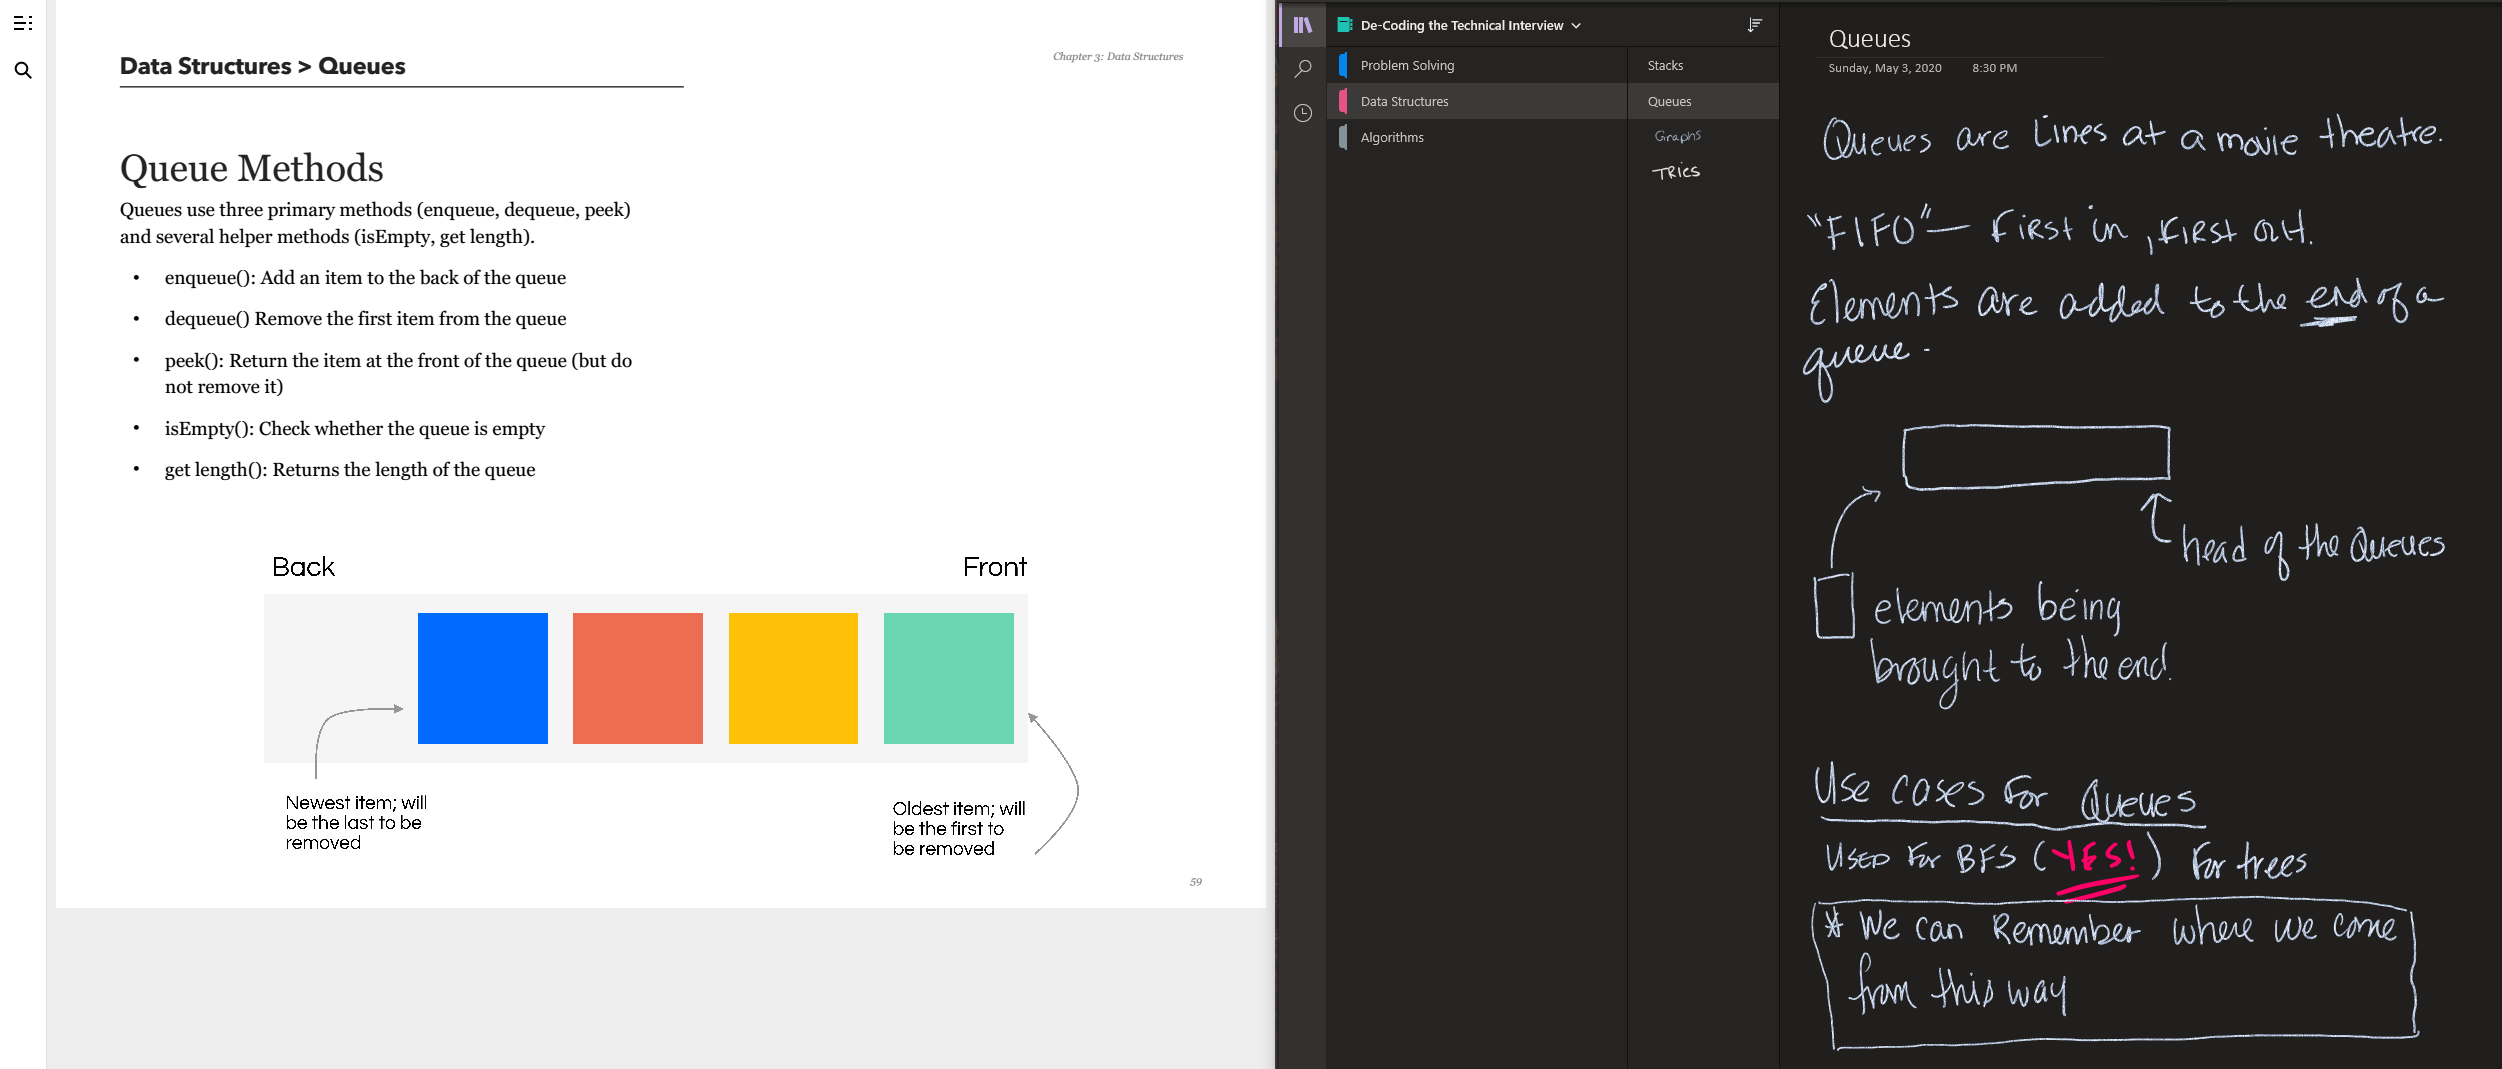 Data Structures > Queues
Chapter 3: Data Structures
Queue Methods
Queues use three primary methods (enqueue, dequeue, peek)
and several helper methods (isEmpty, get length).
• enqueue(): Add an item to the back of the queue
• dequeue() Remove the first item from the queue
• peek(): Return the item at the front of the queue (but do
not remove it)
• isEmpty(): Check whether the queue is empty
• get length(): Returns the length of the queue
Back
Front
Newest item; will
be the last to be
removed
Oldest item; will
be the first to
be removed
59
De-Coding the Technical Interview
Problem Solving
Data Structures
Algorithms
Stacks
Queues
Graphs
TRies
Queues
Sunday, May 3, 2020 8:30 PM
Queues are Lines at a movie theatre.
"FIFO" — First in, First out.
Elements are added to the end of a
queue.
head of the Queues
elements being
brought to the end.
Use cases for Queues
Used for BFS (YES!) for trees
* We can Remember where we come
from this way